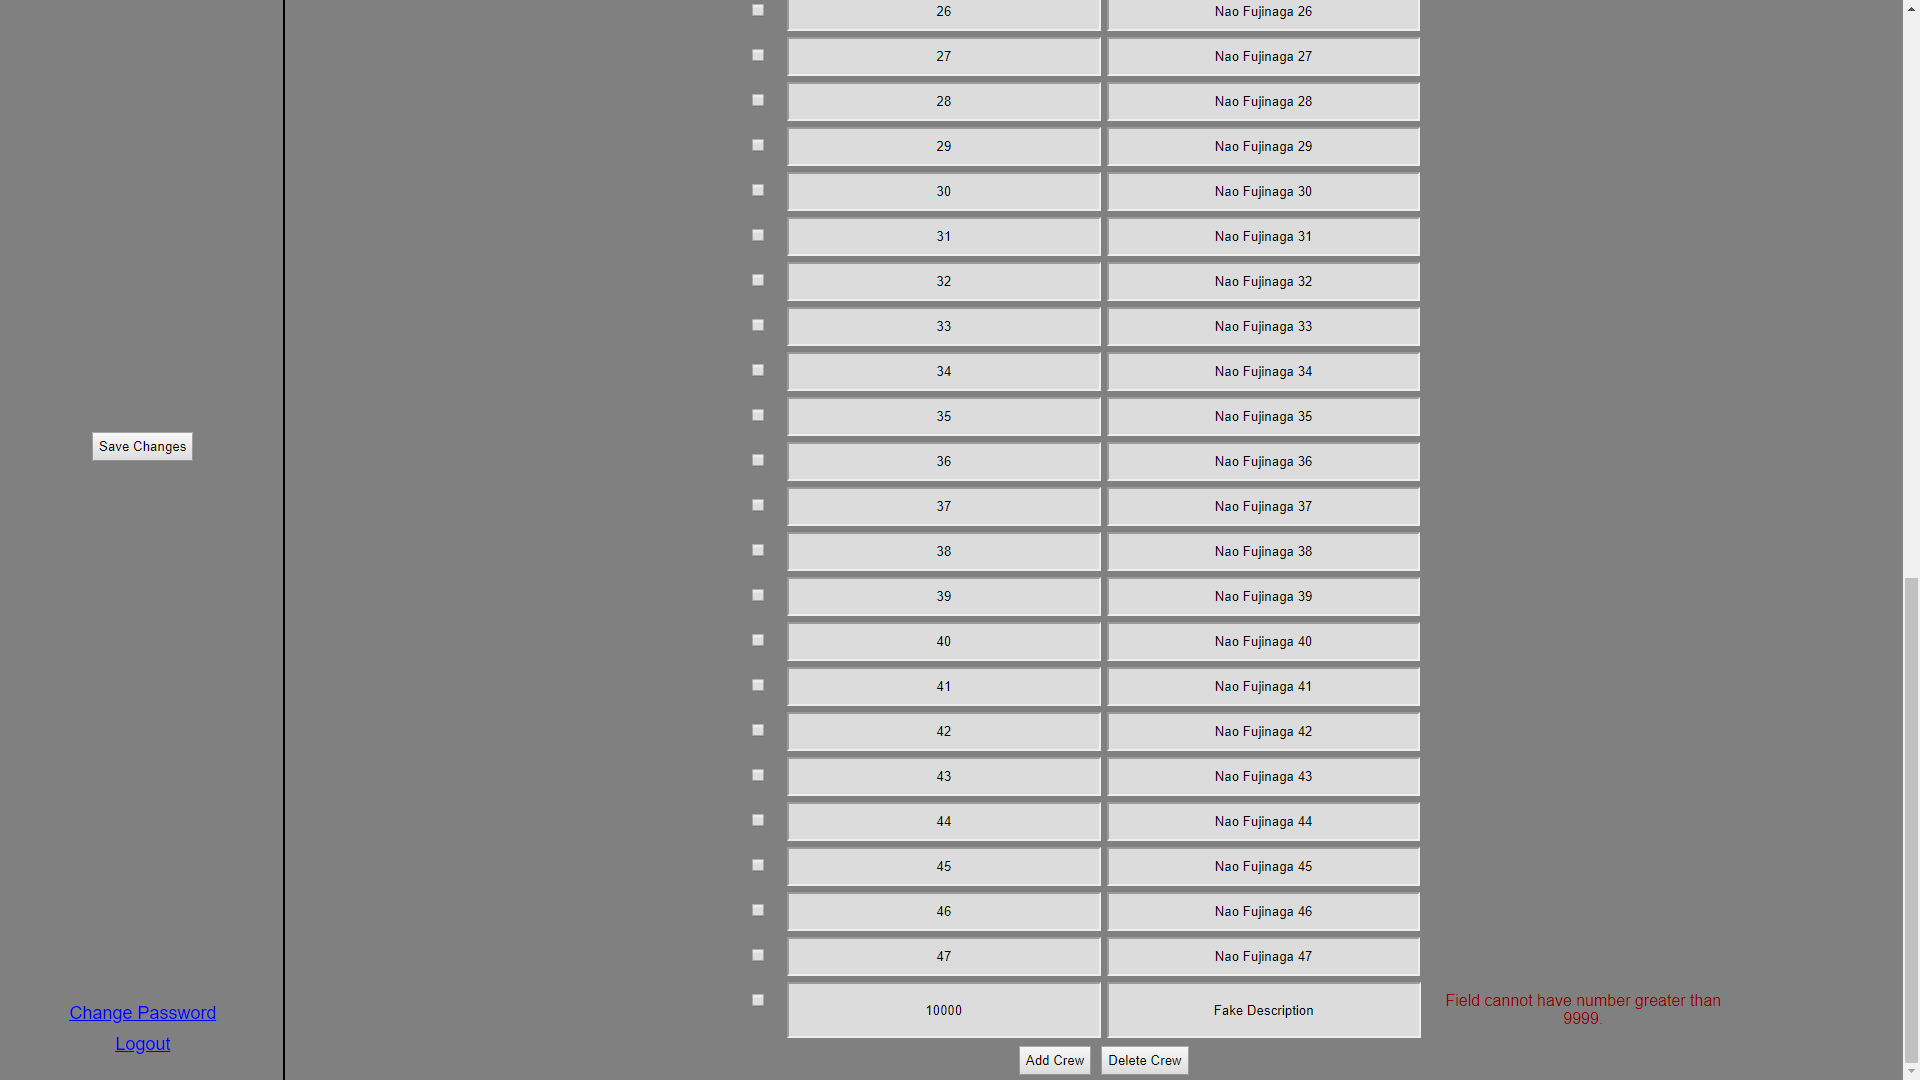 26 Nao Fujinaga 26
27 Nao Fujinaga 27
28 Nao Fujinaga 28
29 Nao Fujinaga 29
30 Nao Fujinaga 30
31 Nao Fujinaga 31
32 Nao Fujinaga 32
33 Nao Fujinaga 33
34 Nao Fujinaga 34
35 Nao Fujinaga 35
36 Nao Fujinaga 36
37 Nao Fujinaga 37
38 Nao Fujinaga 38
39 Nao Fujinaga 39
40 Nao Fujinaga 40
41 Nao Fujinaga 41
42 Nao Fujinaga 42
43 Nao Fujinaga 43
44 Nao Fujinaga 44
45 Nao Fujinaga 45
46 Nao Fujinaga 46
47 Nao Fujinaga 47
10000 Fake Description
Field cannot have number greater than
9999.
Add Crew Delete Crew
Save Changes
Change Password
Logout